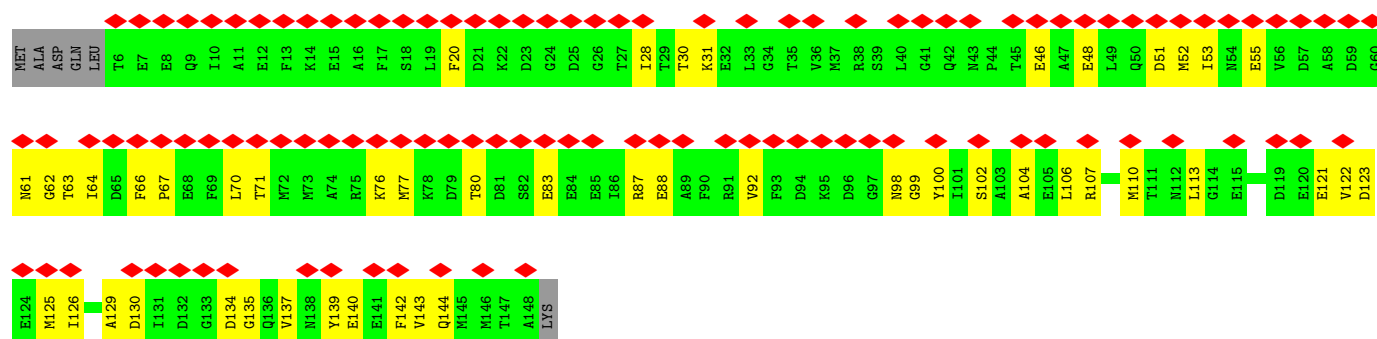 MET ALA ASP GLN LEU T6 E7 E8 Q9 I10 A11 E12 F13 K14 E15 A16 F17 S18 L19 F20 D21 K22 D23 G24 D25 G26 T27 I28 T29 T30 K31 E32 L33 G34 T35 V36 M37 R38 S39 L40 G41 Q42 N43 P44 T45 E46 A47 E48 L49 Q50 D51 M52 I53 N54 E55 V56 D57 A58 D59 G60
N61 G62 T63 I64 D65 F66 P67 E68 F69 L70 T71 M72 M73 A74 R75 K76 M77 K78 D79 T80 D81 S82 E83 E84 E85 I86 R87 E88 A89 F90 R91 V92 F93 D94 K95 D96 G97 N98 G99 Y100 I101 S102 A103 A104 E105 L106 R107 M110 T111 N112 L113 G114 E115 D119 E120 E121 V122 D123
E124 M125 I126 A129 D130 I131 D132 G133 D134 G135 Q136 V137 N138 Y139 E140 E141 F142 V143 Q144 M145 M146 T147 A148 LYS